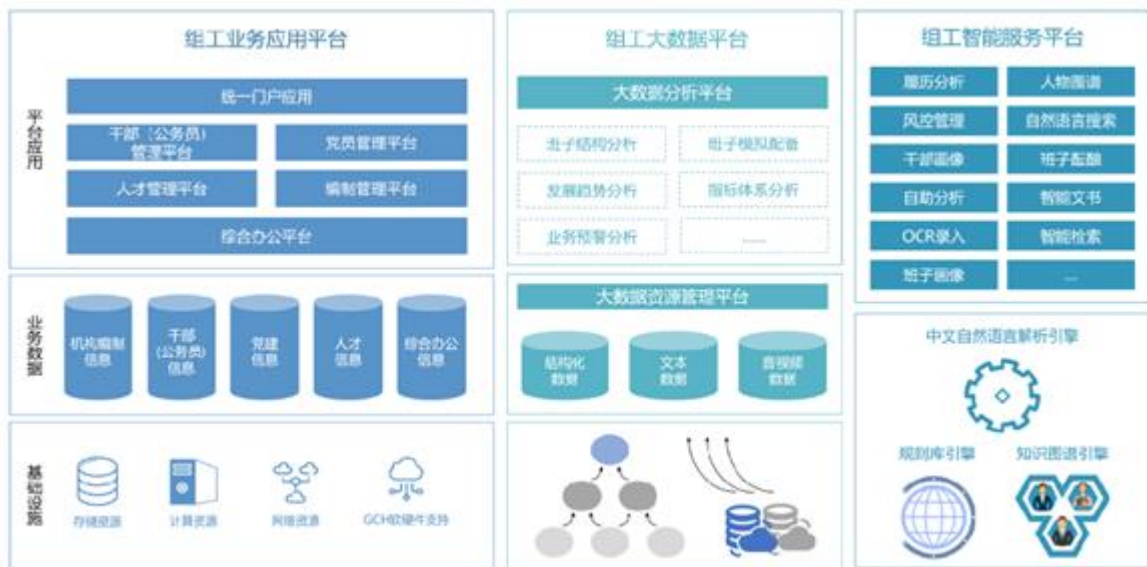 组工业务应用平台
平台应用
统一门户应用
干部（公务员）
管理平台
党员管理平台
人才管理平台
编制管理平台
综合办公平台
业务数据
机构编制
信息
干部
(公务员)
信息
党建
信息
人才
信息
综合办公
信息
基础设施
存储资源
计算资源
网络资源
GCH软硬件支持
组工大数据平台
大数据分析平台
班子结构分析
班子模拟配备
发展趋势分析
指标体系分析
业务预警分析
......
大数据资源管理平台
结构化
数据
文本
数据
音视频
数据
组工智能服务平台
履历分析
人物图谱
风控管理
自然语言搜索
干部画像
班子酝酿
自助分析
智能文书
OCR录入
智能检索
班子画像
...
中文自然语言解析引擎
规则库引擎
知识图谱引擎